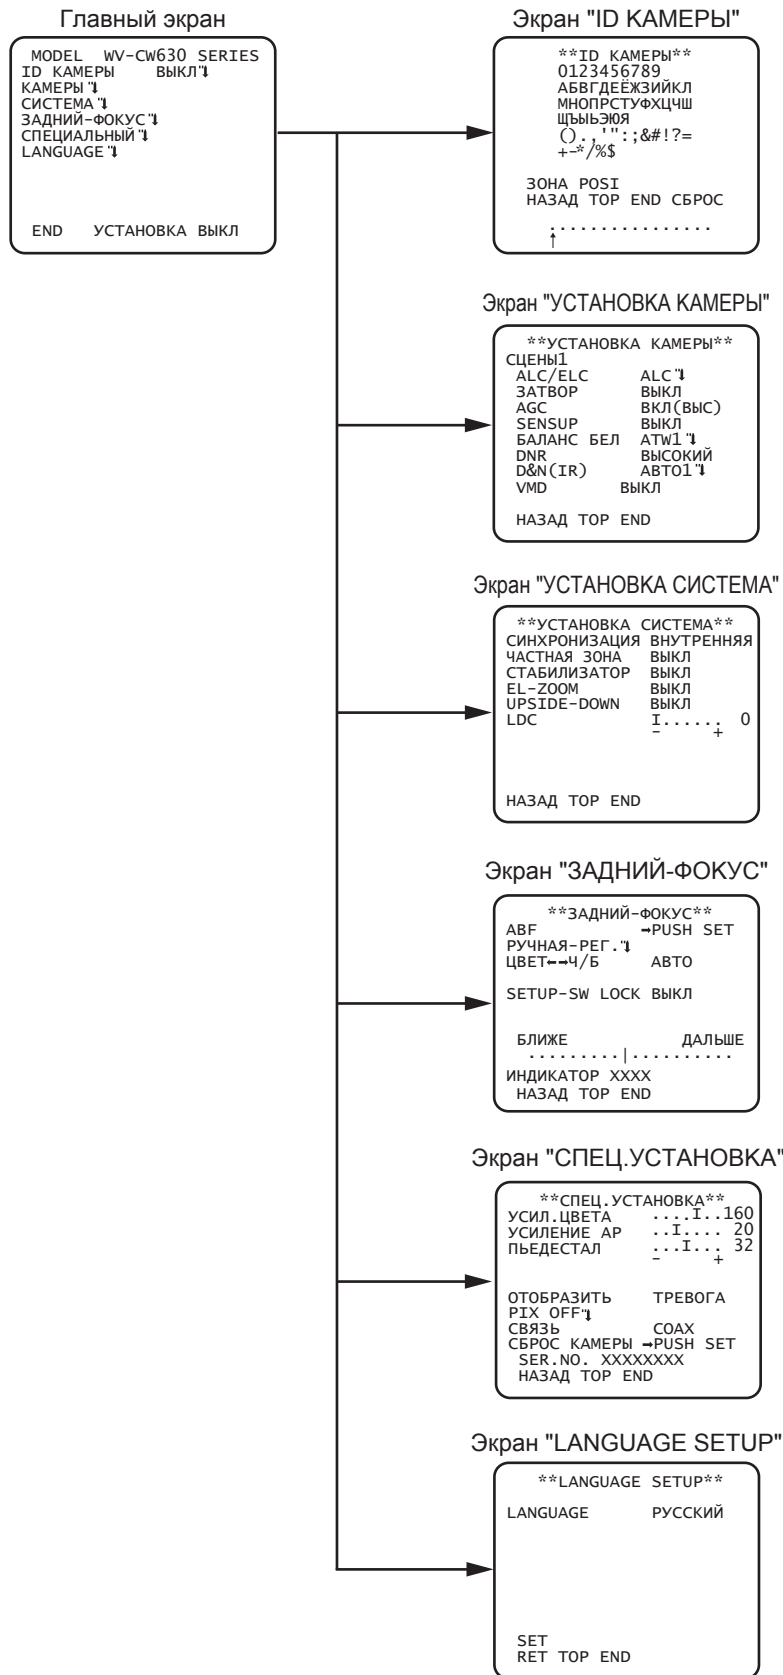 Главный экран
MODEL WV-CW630 SERIES
ID КАМЕРЫ ВЫКЛ
КАМЕРЫ
СИСТЕМА
ЗАДНИЙ-ФОКУС
СПЕЦИАЛЬНЫЙ
LANGUAGE
END УСТАНОВКА ВЫКЛ
Экран "ID КАМЕРЫ"
**ID КАМЕРЫ**
0123456789
АБВГДЕЁЖЗИЙКЛ
МНОПРСТУФХЦЧШ
ЩЪЫЬЭЮЯ
().,'":;&#!?=
+-*/%$
ЗОНА POSI
НАЗАД TOP END СБРОС
................
↑
Экран "УСТАНОВКА КАМЕРЫ"
**УСТАНОВКА КАМЕРЫ**
СЦЕНЫ1
ALC/ELC ALC
ЗАТВОР ВЫКЛ
AGC ВКЛ(ВЫС)
SENSUP ВЫКЛ
БАЛАНС БЕЛ ATW1
DNR ВЫСОКИЙ
D&N(IR) АВТО1
VMD ВЫКЛ
НАЗАД TOP END
Экран "УСТАНОВКА СИСТЕМА"
**УСТАНОВКА СИСТЕМА**
СИНХРОНИЗАЦИЯ ВНУТРЕННЯЯ
ЧАСТНАЯ ЗОНА ВЫКЛ
СТАБИЛИЗАТОР ВЫКЛ
EL-ZOOM ВЫКЛ
UPSIDE-DOWN ВЫКЛ
LDC I...... 0
- +
НАЗАД TOP END
Экран "ЗАДНИЙ-ФОКУС"
**ЗАДНИЙ-ФОКУС**
ABF →PUSH SET
РУЧНАЯ-РЕГ.
ЦВЕТ←→Ч/Б АВТО
SETUP-SW LOCK ВЫКЛ
БЛИЖЕ ДАЛЬШЕ
.........|..........
ИНДИКАТОР XXXX
НАЗАД TOP END
Экран "СПЕЦ.УСТАНОВКА"
**СПЕЦ.УСТАНОВКА**
УСИЛ.ЦВЕТА ....I..160
УСИЛЕНИЕ АР ..I.... 20
ПЬЕДЕСТАЛ ...I... 32
- +
ОТОБРАЗИТЬ ТРЕВОГА
PIX OFF
СВЯЗЬ COAX
СБРОС КАМЕРЫ →PUSH SET
SER.NO. XXXXXXXX
НАЗАД TOP END
Экран "LANGUAGE SETUP"
**LANGUAGE SETUP**
LANGUAGE РУССКИЙ
SET
RET TOP END